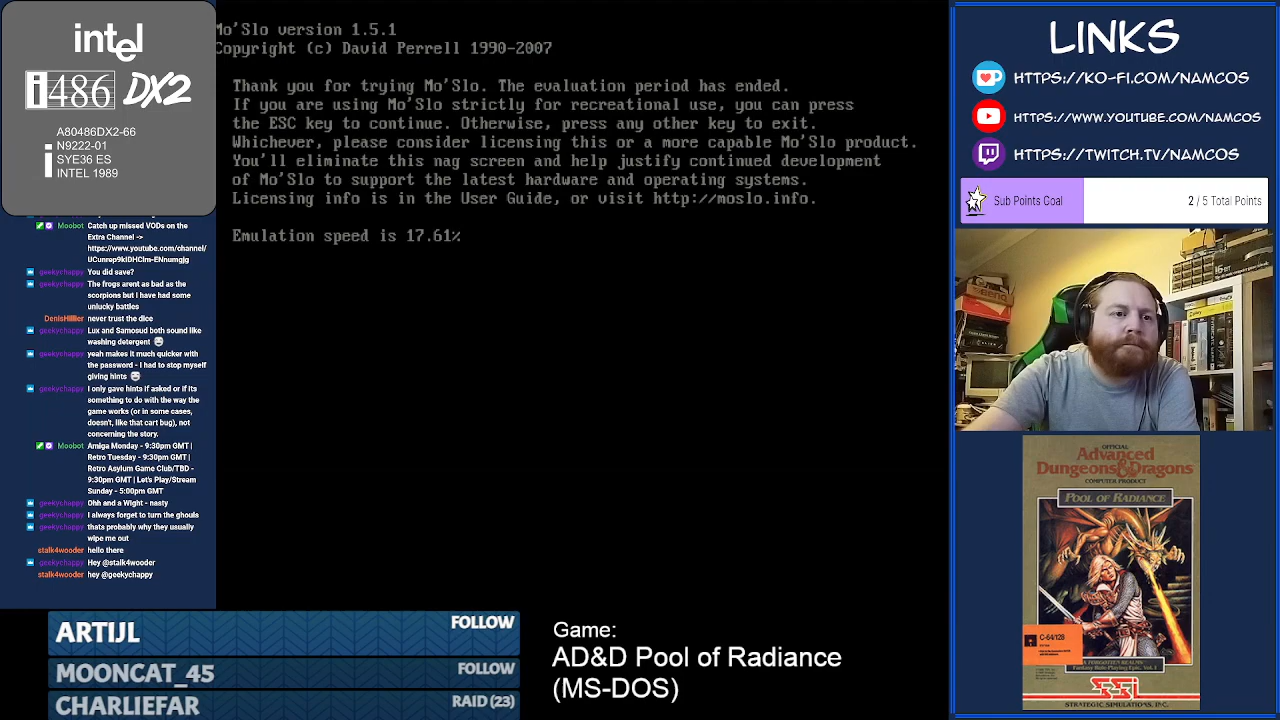 intel
i486 DX2
A80486DX2-66
N9222-01
SYE36 ES
INTEL 1989
Mo'Slo version 1.5.1
Copyright (c) David Perrell 1990-2007
Thank you for trying Mo'Slo. The evaluation period has ended.
If you are using Mo'Slo strictly for recreational use, you can press
the ESC key to continue. Otherwise, press any other key to exit.
Whichever, please consider licensing this or a more capable Mo'Slo product.
You'll eliminate this nag screen and help justify continued development
of Mo'Slo to support the latest hardware and operating systems.
Licensing info is in the User Guide, or visit http://moslo.info.
Emulation speed is 17.61%
Moobot Catch up missed VODs on the
Extra Channel ->
https://www.youtube.com/channel/
geekychappy You did save?
geekychappy The frogs arent as bad as the
scorpions but I have had some
unlucky battles
DenisHillier never trust the dice
geekychappy Lux and Samosud both sound like
washing detergent
geekychappy yeah makes it much quicker with
the password - I had to stop myself
giving hints
geekychappy I only gave hints if asked or if its
something to do with the way the
game works (or in some cases,
doesn't, like that cart bug), not
concerning the story.
Moobot Amiga Monday - 9:30pm GMT |
Retro Tuesday - 9:30pm GMT |
Retro Asylum Game Club/TBD -
9:30pm GMT | Let's Play/Stream
Sunday - 5:00pm GMT
geekychappy Ohh and a Wight - nasty
geekychappy I always forget to turn the ghouls
geekychappy thats probably why they usually
wipe me out
stalk4wooder hello there
geekychappy Hey @stalk4wooder
stalk4wooder hey @geekychappy
LINKS
HTTPS://KO-FI.COM/NAMCOS
HTTPS://WWW.YOUTUBE.COM/NAMCOS
HTTPS://TWITCH.TV/NAMCOS
Sub Points Goal 2 / 5 Total Points
OFFICIAL
Advanced
Dungeons&Dragons
COMPUTER PRODUCT
POOL OF RADIANCE
C-64/128
A FORGOTTEN REALMS
Fantasy Role-Playing Epic, Vol. I
SSI
STRATEGIC SIMULATIONS, INC.
ARTIJL FOLLOW
MOONCAT_45 FOLLOW
CHARLIEFAR RAID (23)
Game:
AD&D Pool of Radiance
(MS-DOS)